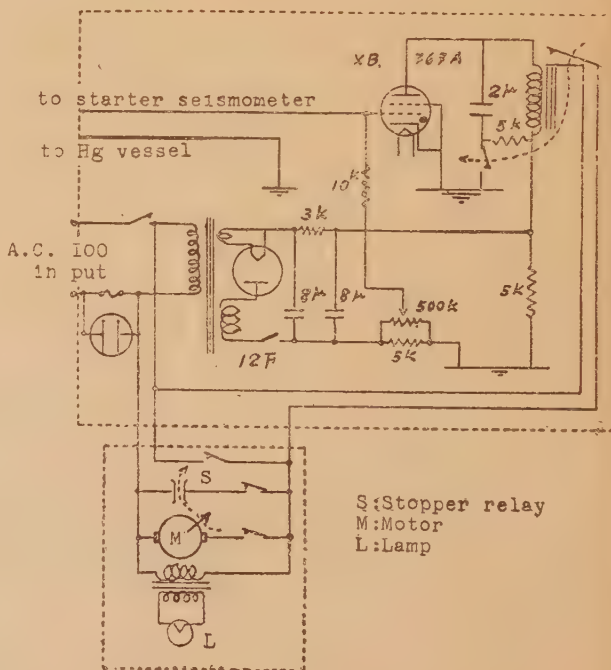 XB. 767A
2μ
to starter seismometer
5k
to Hg vessel
10k
3k
A.C. 100
in put
8μ
8μ
500k
5k
5k
12F
S
S:Stopper relay
M:Motor
L:Lamp
M
L